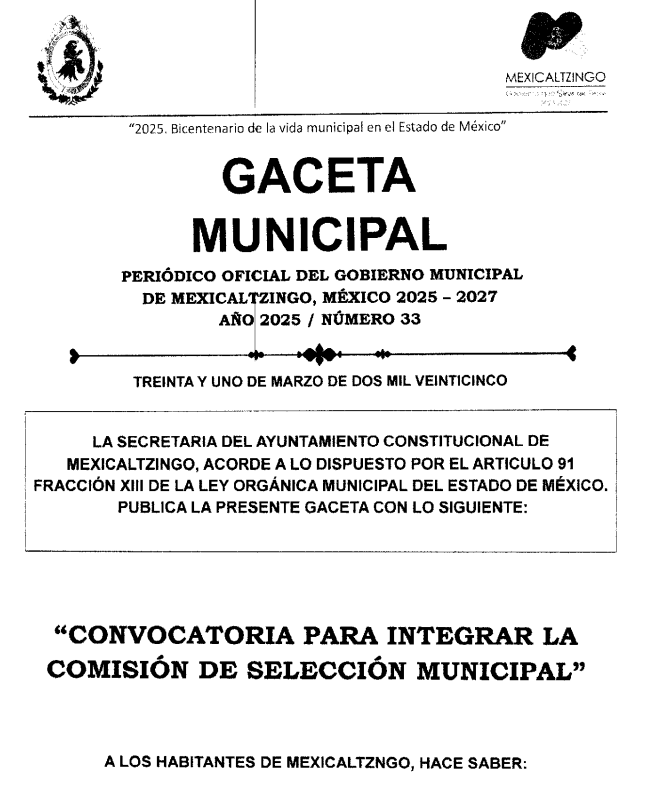 MEXICALTZINGO
"2025. Bicentenario de la vida municipal en el Estado de México"
GACETA
MUNICIPAL
PERIÓDICO OFICIAL DEL GOBIERNO MUNICIPAL
DE MEXICALTZINGO, MÉXICO 2025 – 2027
AÑO 2025 / NÚMERO 33
TREINTA Y UNO DE MARZO DE DOS MIL VEINTICINCO
LA SECRETARIA DEL AYUNTAMIENTO CONSTITUCIONAL DE
MEXICALTZINGO, ACORDE A LO DISPUESTO POR EL ARTICULO 91
FRACCIÓN XIII DE LA LEY ORGÁNICA MUNICIPAL DEL ESTADO DE MÉXICO.
PUBLICA LA PRESENTE GACETA CON LO SIGUIENTE:
“CONVOCATORIA PARA INTEGRAR LA
COMISIÓN DE SELECCIÓN MUNICIPAL”
A LOS HABITANTES DE MEXICALTZNGO, HACE SABER: